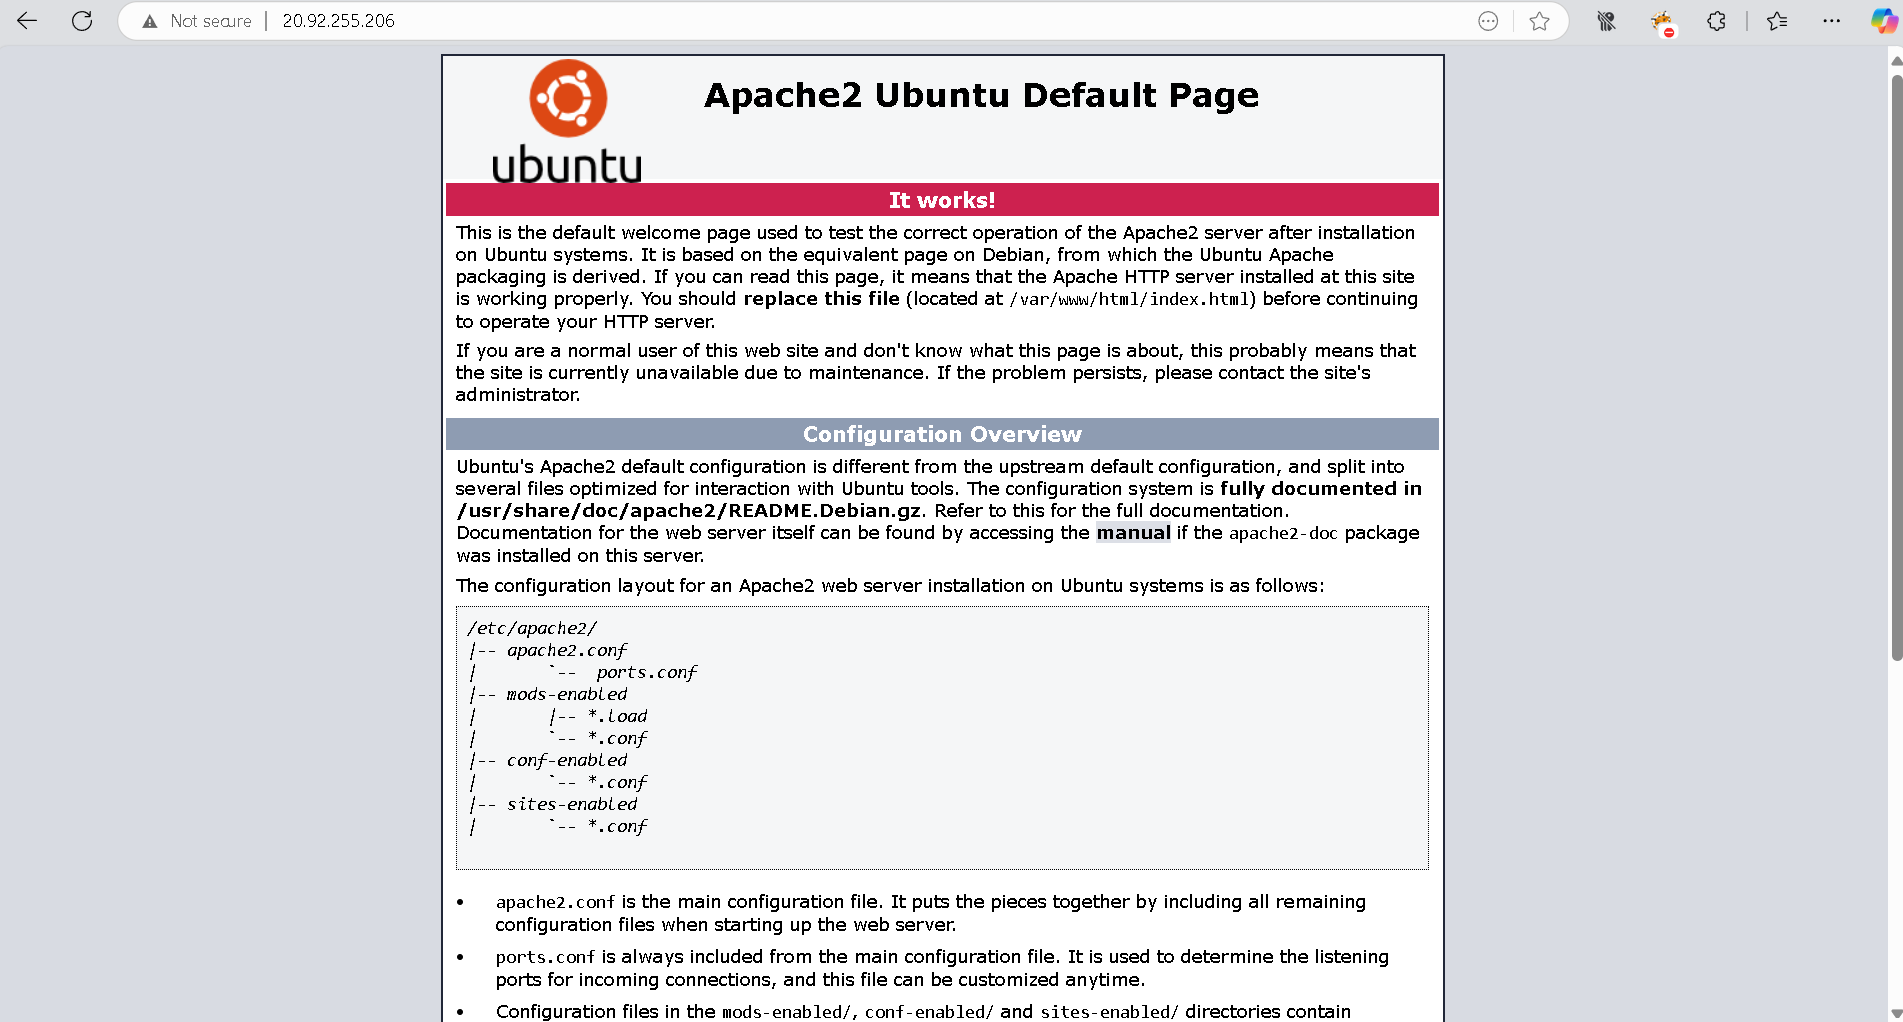 Not secure
20.92.255.206
ubuntu
Apache2 Ubuntu Default Page
It works!
This is the default welcome page used to test the correct operation of the Apache2 server after installation
on Ubuntu systems. It is based on the equivalent page on Debian, from which the Ubuntu Apache
packaging is derived. If you can read this page, it means that the Apache HTTP server installed at this site
is working properly. You should replace this file (located at /var/www/html/index.html) before continuing
to operate your HTTP server.
If you are a normal user of this web site and don't know what this page is about, this probably means that
the site is currently unavailable due to maintenance. If the problem persists, please contact the site's
administrator.
Configuration Overview
Ubuntu's Apache2 default configuration is different from the upstream default configuration, and split into
several files optimized for interaction with Ubuntu tools. The configuration system is fully documented in
/usr/share/doc/apache2/README.Debian.gz. Refer to this for the full documentation.
Documentation for the web server itself can be found by accessing the manual if the apache2-doc package
was installed on this server.
The configuration layout for an Apache2 web server installation on Ubuntu systems is as follows:
/etc/apache2/
|-- apache2.conf
|       `--  ports.conf
|-- mods-enabled
|       |-- *.load
|       `-- *.conf
|-- conf-enabled
|       `-- *.conf
|-- sites-enabled
|       `-- *.conf
• apache2.conf is the main configuration file. It puts the pieces together by including all remaining
configuration files when starting up the web server.
• ports.conf is always included from the main configuration file. It is used to determine the listening
ports for incoming connections, and this file can be customized anytime.
• Configuration files in the mods-enabled/, conf-enabled/ and sites-enabled/ directories contain